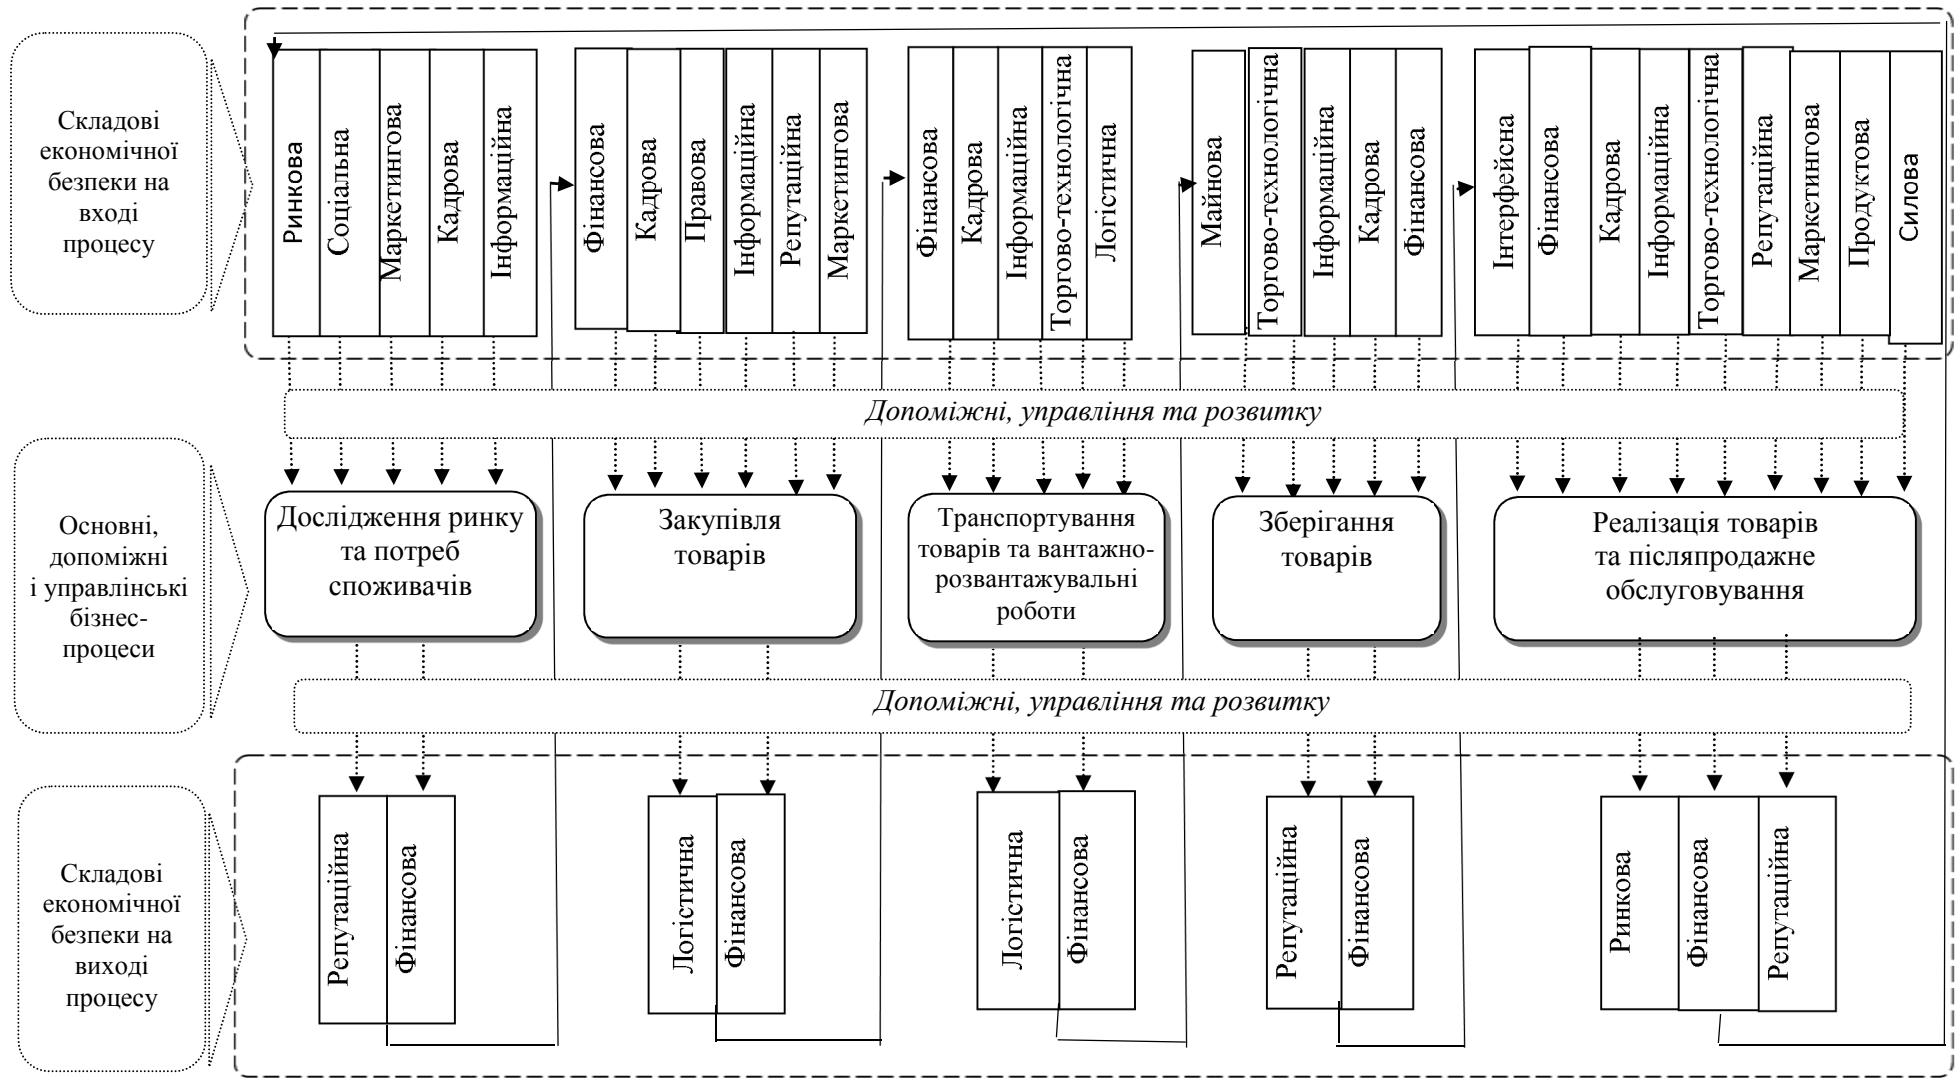 Складові
економічної
безпеки на
вході
процесу
Ринкова
Соціальна
Маркетингова
Кадрова
Інформаційна
Фінансова
Кадрова
Правова
Інформаційна
Репутаційна
Маркетингова
Фінансова
Кадрова
Інформаційна
Торгово-технологічна
Логістична
Майнова
Торгово-технологічна
Інформаційна
Кадрова
Фінансова
Інтерфейсна
Фінансова
Кадрова
Інформаційна
Торгово-технологічна
Репутаційна
Маркетингова
Продуктова
Силова
Допоміжні, управління та розвитку
Основні,
допоміжні
і управлінські
бізнес-
процеси
Дослідження ринку
та потреб
споживачів
Закупівля
товарів
Транспортування
товарів та вантажно-
розвантажувальні
роботи
Зберігання
товарів
Реалізація товарів
та післяпродажне
обслуговування
Допоміжні, управління та розвитку
Складові
економічної
безпеки на
виході
процесу
Репутаційна
Фінансова
Логістична
Фінансова
Логістична
Фінансова
Репутаційна
Фінансова
Ринкова
Фінансова
Репутаційна